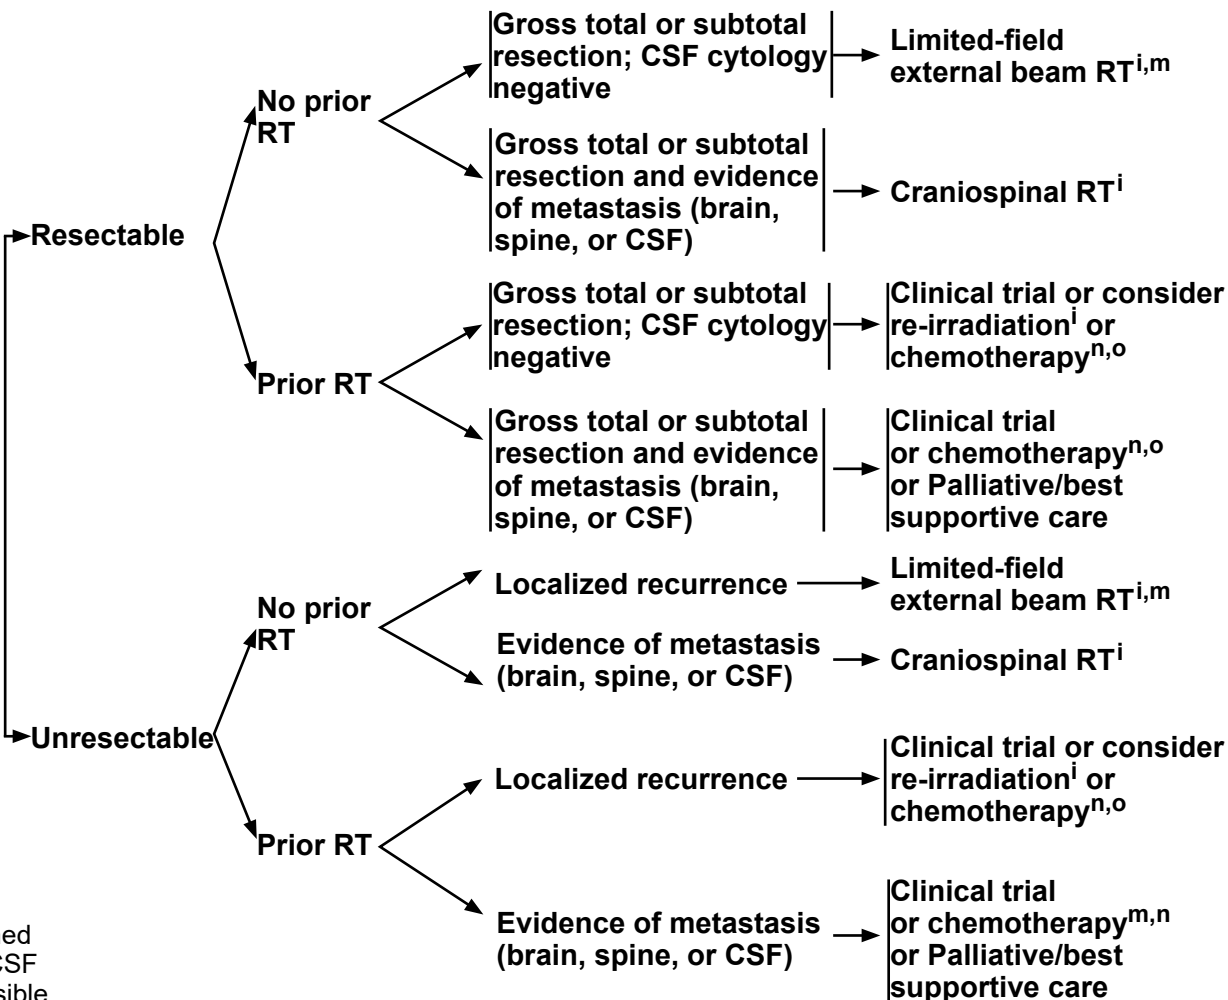 Gross total or subtotal
resection; CSF cytology
negative
Limited-field
external beam RTi,m
No prior
RT
Gross total or subtotal
resection and evidence
of metastasis (brain,
spine, or CSF)
Craniospinal RTi
Resectable
Gross total or subtotal
resection; CSF cytology
negative
Clinical trial or consider
re-irradiationi or
chemotherapyn,o
Prior RT
Gross total or subtotal
resection and evidence
of metastasis (brain,
spine, or CSF)
Clinical trial
or chemotherapyn,o
or Palliative/best
supportive care
Localized recurrence
Limited-field
external beam RTi,m
No prior
RT
Evidence of metastasis
(brain, spine, or CSF)
Craniospinal RTi
Unresectable
Localized recurrence
Clinical trial or consider
re-irradiationi or
chemotherapyn,o
Prior RT
Evidence of metastasis
(brain, spine, or CSF)
Clinical trial
or chemotherapym,n
or Palliative/best
supportive care